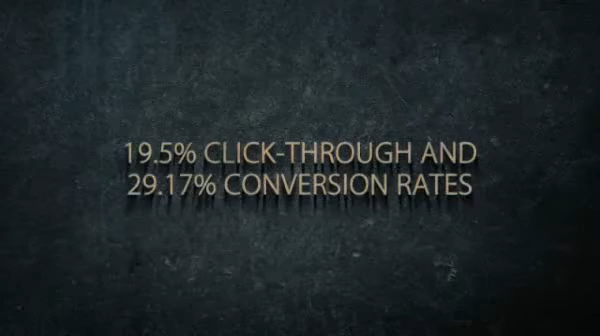 19.5% CLICK-THROUGH AND
29.17% CONVERSION RATES